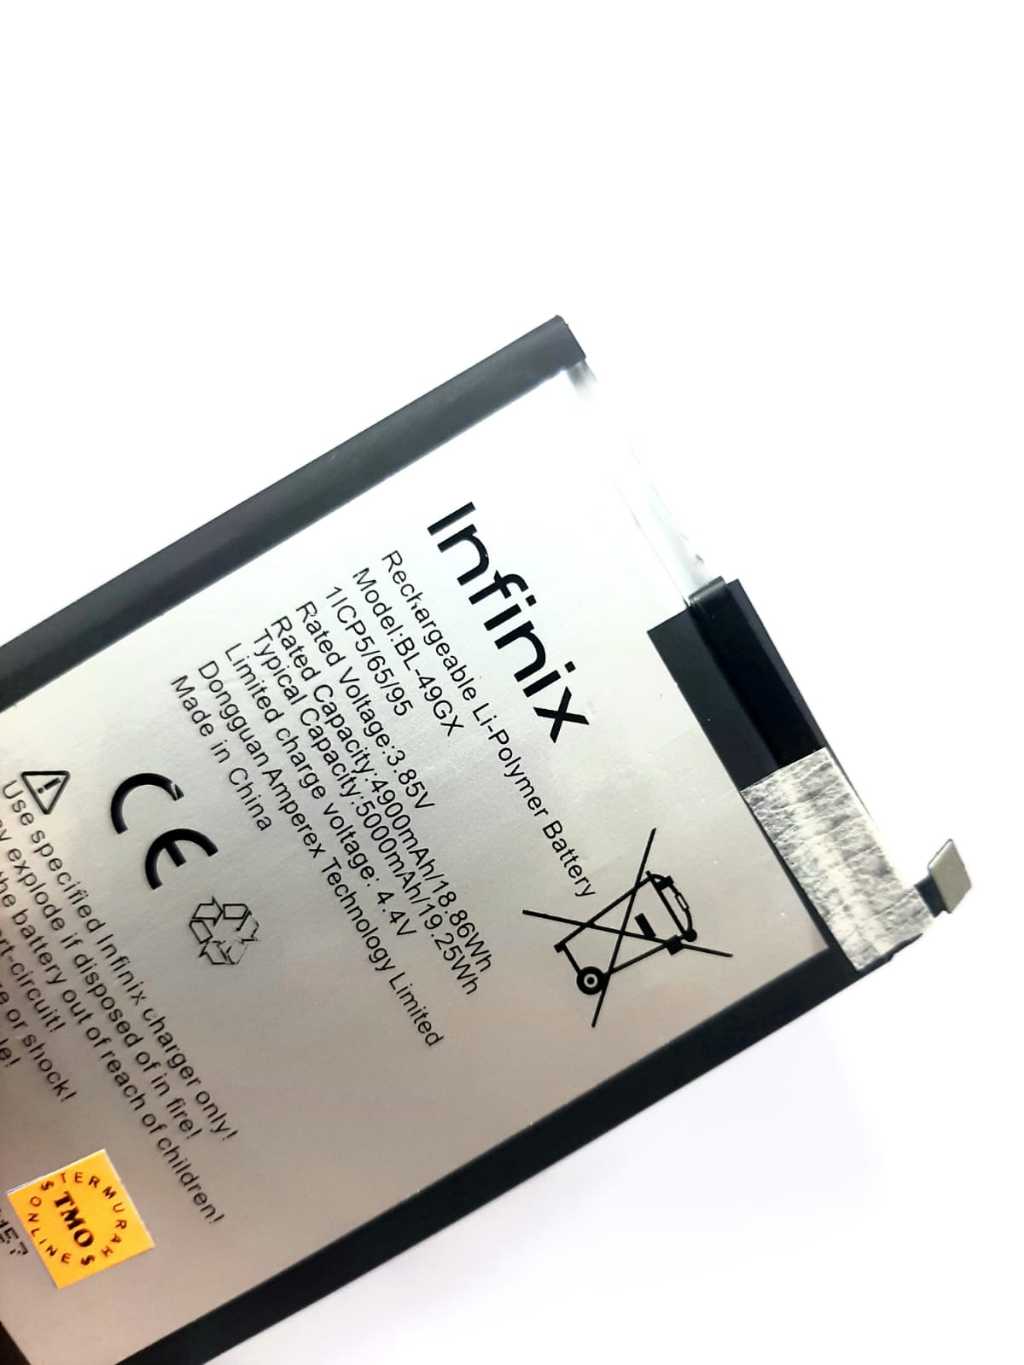 Infinix
Rechargeable Li-Polymer Battery
Model:BL-49GX
1ICP5/65/95
Rated Voltage:3.85V
Rated Capacity:4900mAh/18.86Wh
Typical Capacity:5000mAh/19.25Wh
Limited charge voltage: 4.4V
Dongguan Amperex Technology Limited
Made in China
CE
Use specified Infinix charger only!
explode if disposed of in fire!
the battery out of reach of children!
or shock!
TERMURAH
TMO
ONLINE